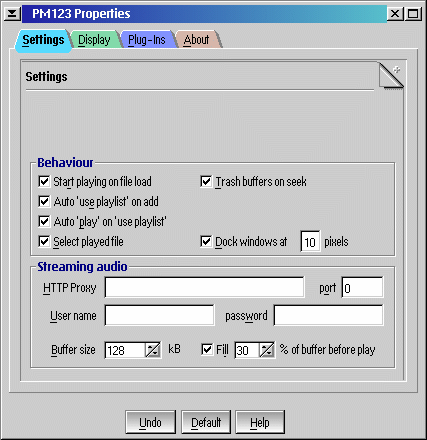 PM123 Properties
Settings Display Plug-Ins About
Settings
Behaviour
Start playing on file load Trash buffers on seek
Auto 'use playlist' on add
Auto 'play' on 'use playlist'
Select played file Dock windows at 10 pixels
Streaming audio
HTTP Proxy port 0
User name password
Buffer size 128 kB Fill 30 % of buffer before play
Undo Default Help